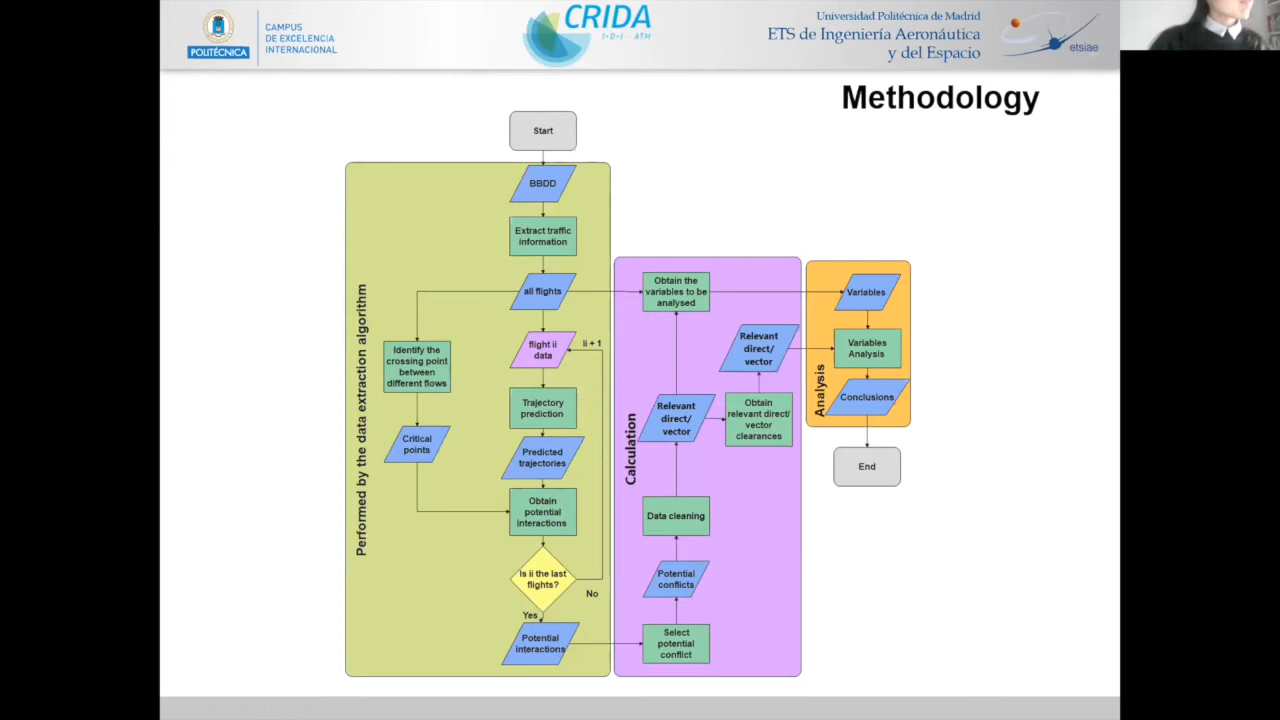 POLITÉCNICA
CAMPUS
DE EXCELENCIA
INTERNACIONAL
CRIDA
I+D+i - ATM
Universidad Politécnica de Madrid
ETS de Ingeniería Aeronáutica
y del Espacio
etsiae
Methodology
Start
Performed by the data extraction algorithm
BBDD
Extract traffic
information
all flights
flight ii
data
ii + 1
Identify the
crossing point
between
different flows
Critical
points
Trajectory
prediction
Predicted
trajectories
Obtain
potential
interactions
Is ii the last
flights?
No
Yes
Potential
interactions
Calculation
Select
potential
conflict
Potential
conflicts
Data cleaning
Relevant
direct/
vector
Obtain the
variables to be
analysed
Obtain
relevant direct/
vector
clearances
Relevant
direct/
vector
Analysis
Variables
Variables
Analysis
Conclusions
End